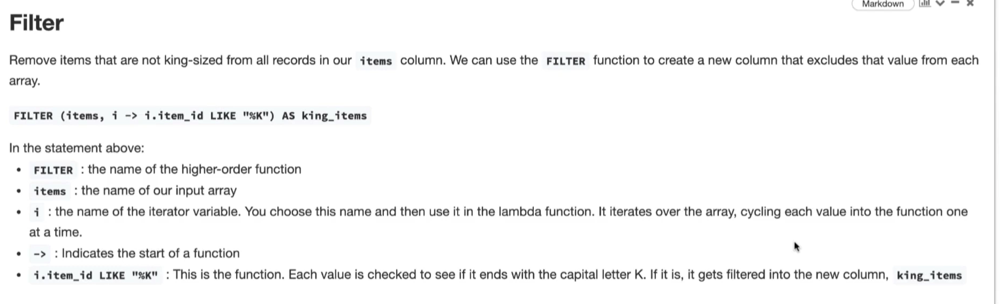 Markdown
Filter
Remove items that are not king-sized from all records in our items column. We can use the FILTER function to create a new column that excludes that value from each
array.
FILTER (items, i -> i.item_id LIKE "%K") AS king_items
In the statement above:
• FILTER : the name of the higher-order function
• items : the name of our input array
• i : the name of the iterator variable. You choose this name and then use it in the lambda function. It iterates over the array, cycling each value into the function one
at a time.
• -> : Indicates the start of a function
• i.item_id LIKE "%K" : This is the function. Each value is checked to see if it ends with the capital letter K. If it is, it gets filtered into the new column, king_items